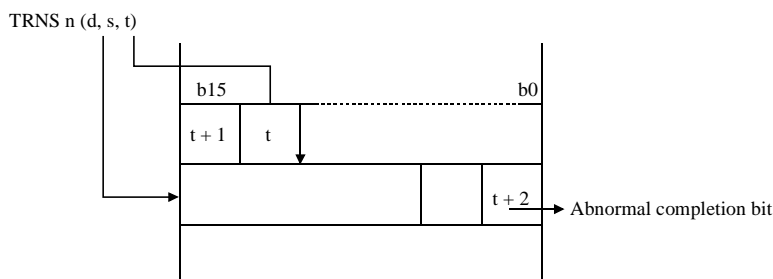 TRNS n (d, s, t)
b15 b0
t + 1 t
t + 2 Abnormal completion bit